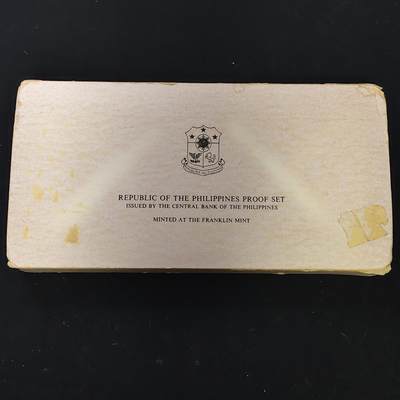 REPUBLIC OF THE PHILIPPINES PROOF SET
ISSUED BY THE CENTRAL BANK OF THE PHILIPPINES
MINTED AT THE FRANKLIN MINT